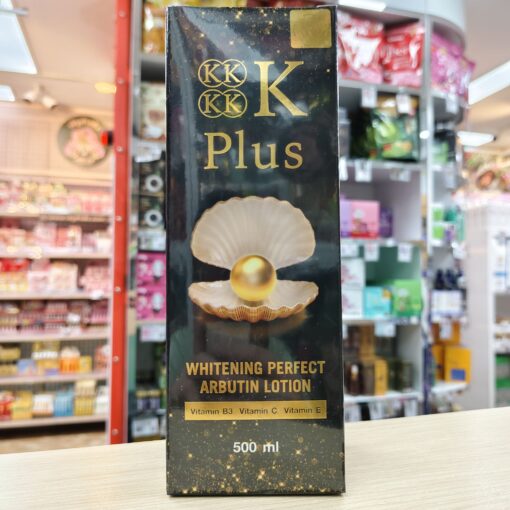 KK K
KK
Plus
WHITENING PERFECT
ARBUTIN LOTION
Vitamin B3 Vitamin C Vitamin E
500 ml